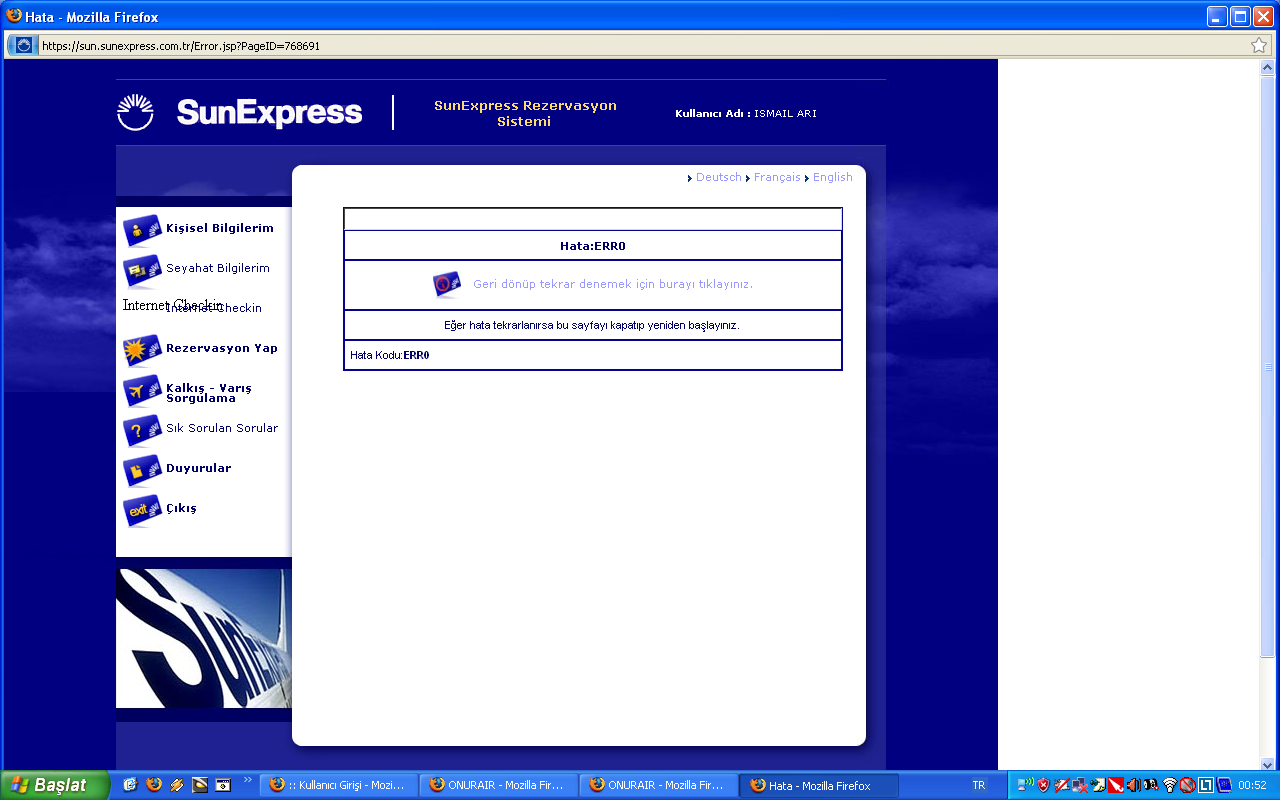 Hata - Mozilla Firefox
https://sun.sunexpress.com.tr/Error.jsp?PageID=768691
SunExpress
SunExpress Rezervasyon
Sistemi
Kullanıcı Adı : ISMAIL ARI
Deutsch Français English
Kişisel Bilgilerim
Seyahat Bilgilerim
Internet Checkin
Internet Checkin
Rezervasyon Yap
Kalkış - Varış
Sorgulama
? Sık Sorulan Sorular
Duyurular
exit Çıkış
Hata:ERR0
Geri dönüp tekrar denemek için burayı tıklayınız.
Eğer hata tekrarlanırsa bu sayfayı kapatıp yeniden başlayınız.
Hata Kodu:ERR0
Başlat
:: Kullanıcı Girişi - Mozi...
ONURAIR - Mozilla Fir...
ONURAIR - Mozilla Fir...
Hata - Mozilla Firefox
TR
00:52